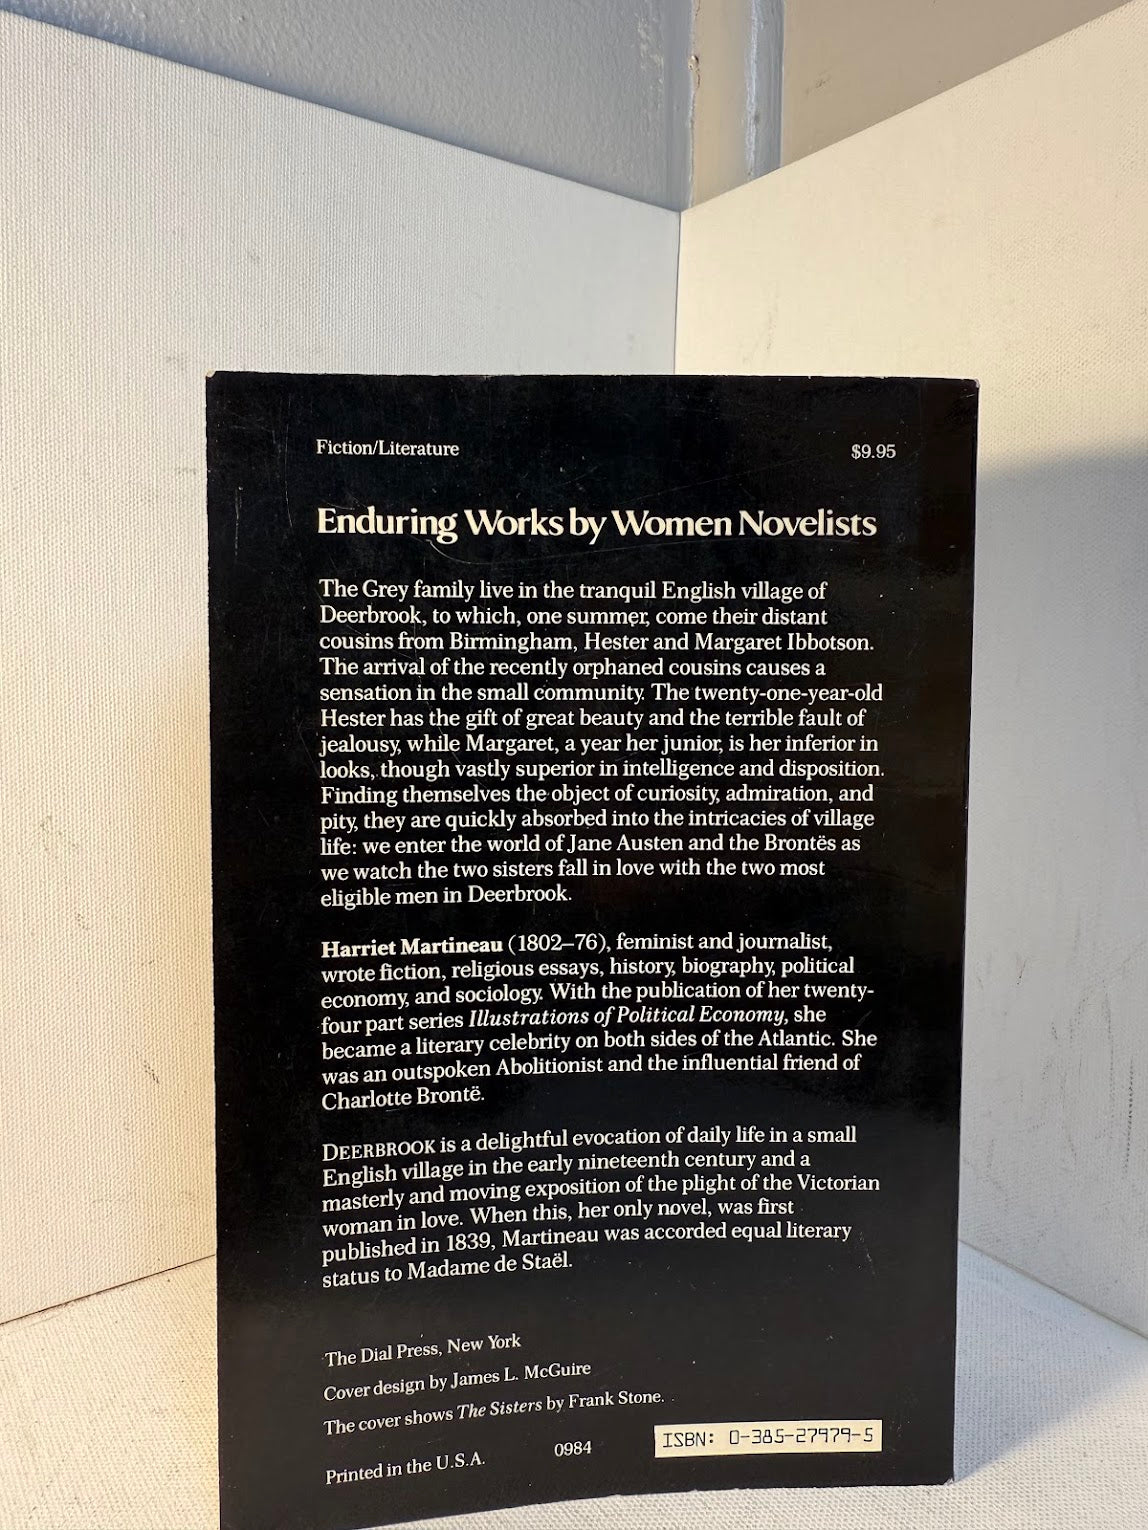 Fiction/Literature
$9.95
Enduring Works by Women Novelists
The Grey family live in the tranquil English village of
Deerbrook, to which, one summer, come their distant
cousins from Birmingham, Hester and Margaret Ibbotson.
The arrival of the recently orphaned cousins causes a
sensation in the small community. The twenty-one-year-old
Hester has the gift of great beauty and the terrible fault of
jealousy, while Margaret, a year her junior, is her inferior in
looks, though vastly superior in intelligence and disposition.
Finding themselves the object of curiosity, admiration, and
pity, they are quickly absorbed into the intricacies of village
life: we enter the world of Jane Austen and the Brontës as
we watch the two sisters fall in love with the two most
eligible men in Deerbrook.
Harriet Martineau (1802–76), feminist and journalist,
wrote fiction, religious essays, history, biography, political
economy, and sociology. With the publication of her twenty-
four part series Illustrations of Political Economy, she
became a literary celebrity on both sides of the Atlantic. She
was an outspoken Abolitionist and the influential friend of
Charlotte Brontë.
DEERBROOK is a delightful evocation of daily life in a small
English village in the early nineteenth century and a
masterly and moving exposition of the plight of the Victorian
woman in love. When this, her only novel, was first
published in 1839, Martineau was accorded equal literary
status to Madame de Staël.
The Dial Press, New York
Cover design by James L. McGuire
The cover shows The Sisters by Frank Stone.
Printed in the U.S.A.
0984
ISBN: 0-385-27979-5